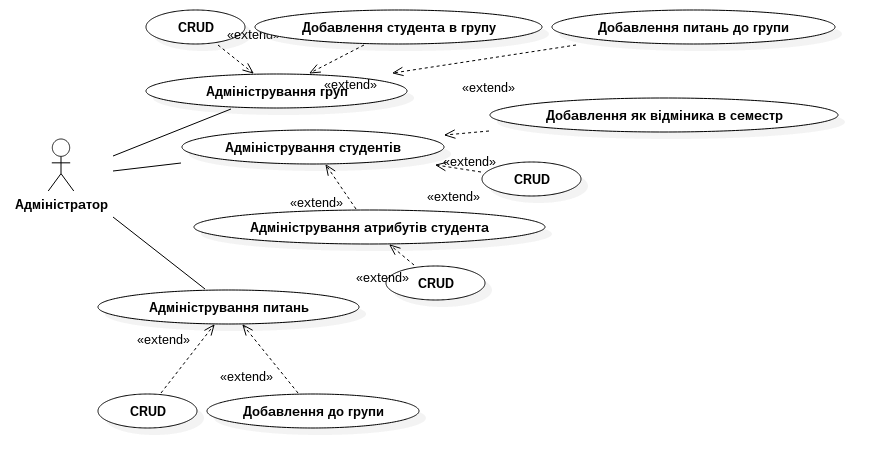 CRUD
«extend»
Добавлення студента в групу
Добавлення питань до групи
Адміністрування груп
«extend»
«extend»
Добавлення як відміника в семестр
Адміністрування студентів
«extend»
CRUD
«extend»
«extend»
Адміністратор
Адміністрування атрибутів студента
«extend»
CRUD
Адміністрування питань
«extend»
«extend»
CRUD
Добавлення до групи